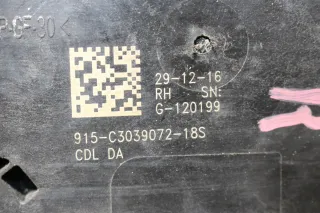 29-12-16
RH SN:
G-120199
915-C3039072-18S
CDL DA